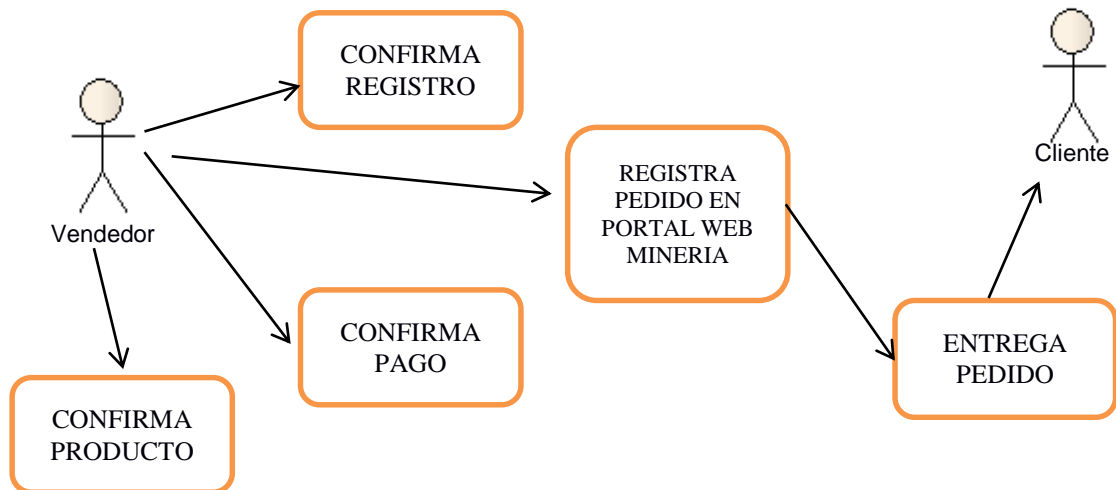 CONFIRMA
REGISTRO
Cliente
REGISTRA
PEDIDO EN
PORTAL WEB
MINERIA
Vendedor
CONFIRMA
PAGO
ENTREGA
PEDIDO
CONFIRMA
PRODUCTO